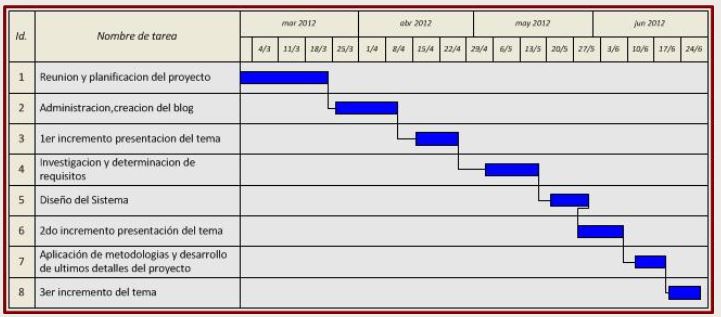 Id.
Nombre de tarea
mar 2012 abr 2012 may 2012 jun 2012
4/3 11/3 18/3 25/3 1/4 8/4 15/4 22/4 29/4 6/5 13/5 20/5 27/5 3/6 10/6 17/6 24/6
1 Reunion y planificacion del proyecto
2 Administracion,creacion del blog
3 1er incremento presentacion del tema
4 Investigacion y determinacion de
requisitos
5 Diseño del Sistema
6 2do incremento presentación del tema
7 Aplicación de metodologias y desarrollo
de ultimos detalles del proyecto
8 3er incremento del tema